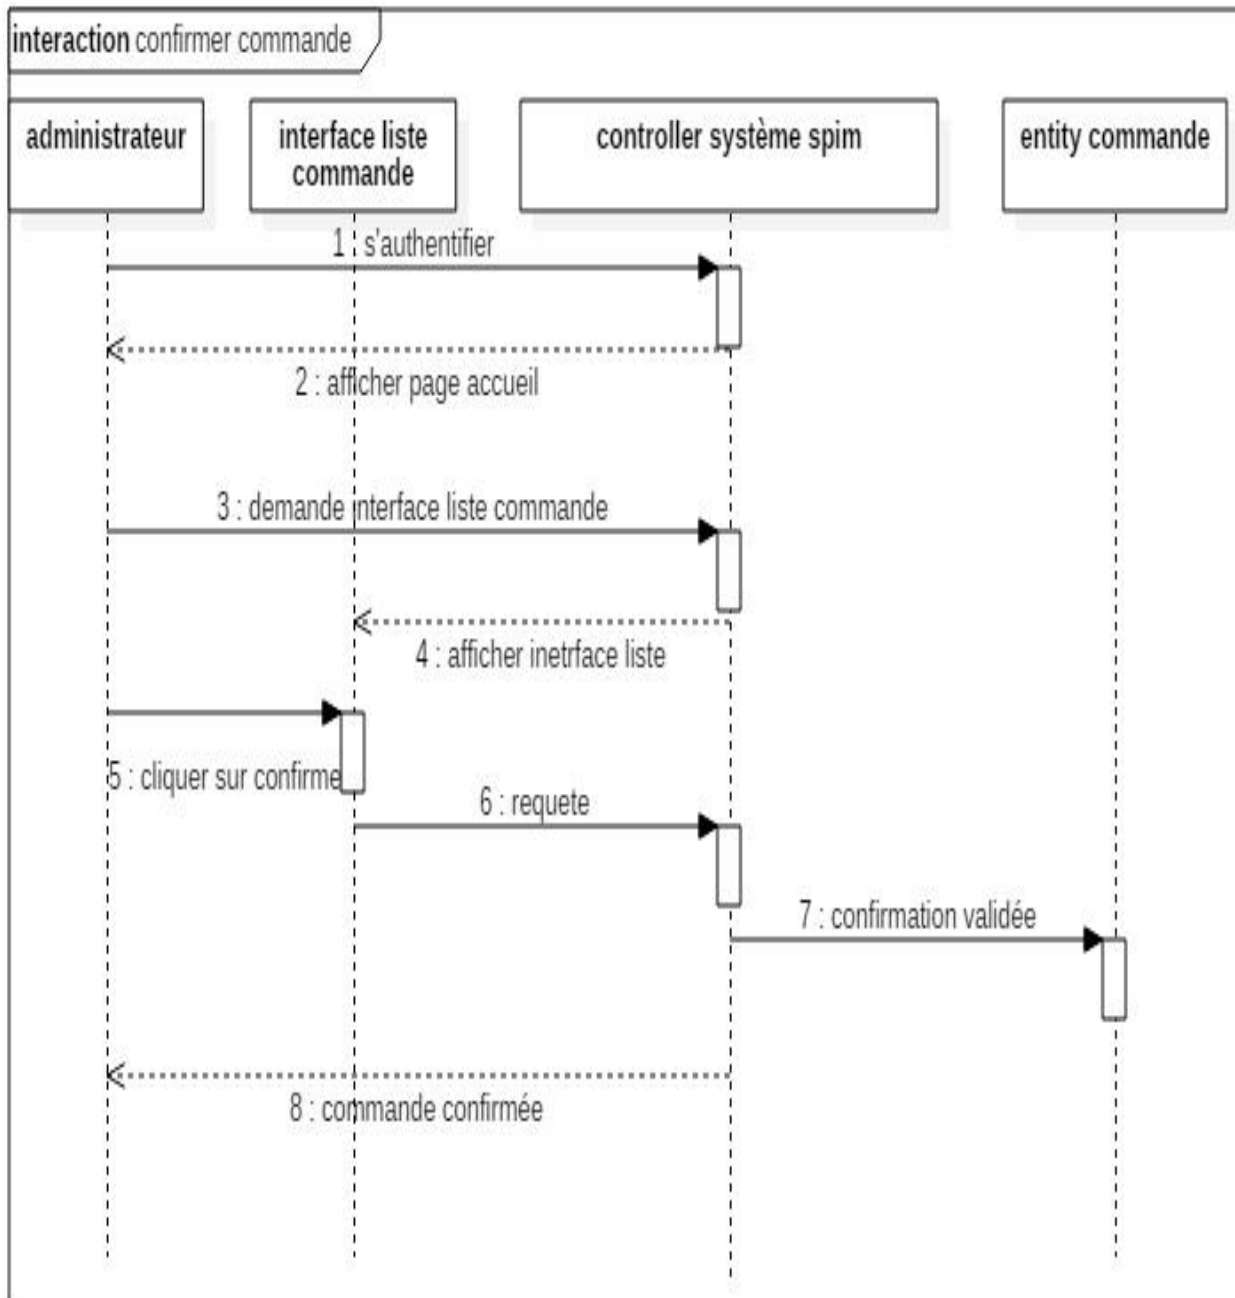 interaction confirmer commande
administrateur
interface liste
commande
controller système spim
entity commande
1 : s'authentifier
2 : afficher page accueil
3 : demande interface liste commande
4 : afficher inetrface liste
5 : cliquer sur confirme
6 : requete
7 : confirmation validée
8 : commande confirmée